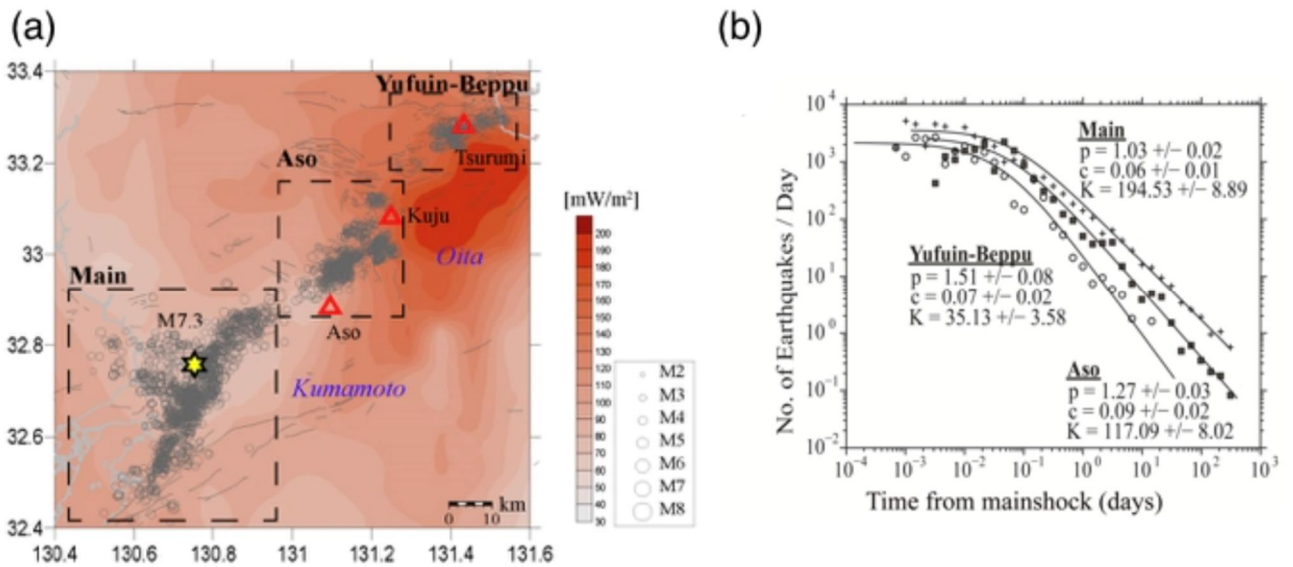 (a)
33.4
33.2
33
32.8
32.6
32.4
130.4
130.6
130.8
131
131.2
131.4
131.6
Yufuin-Beppu
Tsurumi
Aso
Kuju
Oita
Main
M7.3
Aso
Kumamoto
km
0 10
[mW/m²]
200
190
180
170
160
150
140
130
120
110
100
90
80
70
60
50
40
30
M2
M3
M4
M5
M6
M7
M8
(b)
No. of Earthquakes / Day
10⁴
10³
10²
10¹
10⁰
10⁻¹
10⁻²
Main
p = 1.03 +/- 0.02
c = 0.06 +/- 0.01
K = 194.53 +/- 8.89
Yufuin-Beppu
p = 1.51 +/- 0.08
c = 0.07 +/- 0.02
K = 35.13 +/- 3.58
Aso
p = 1.27 +/- 0.03
c = 0.09 +/- 0.02
K = 117.09 +/- 8.02
10⁻⁴ 10⁻³ 10⁻² 10⁻¹ 10⁰ 10¹ 10² 10³
Time from mainshock (days)